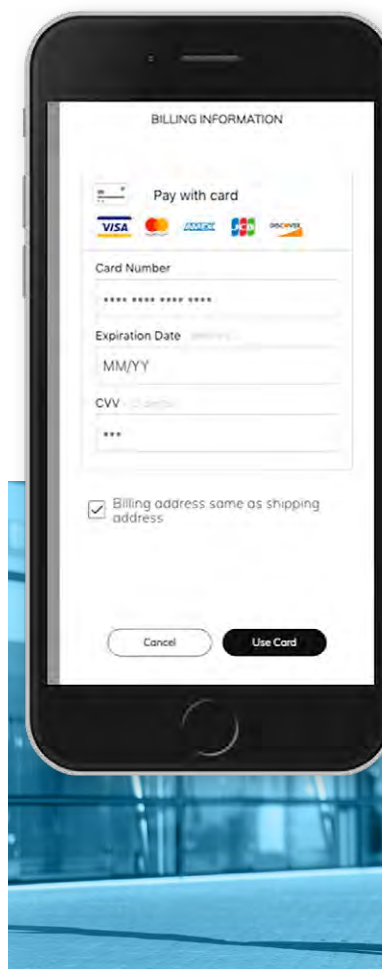 BILLING INFORMATION
Pay with card
VISA AMEX JCB DISCOVER
Card Number
•••• •••• •••• ••••
Expiration Date
MM/YY
CVV
•••
Billing address same as shipping
address
Cancel Use Card